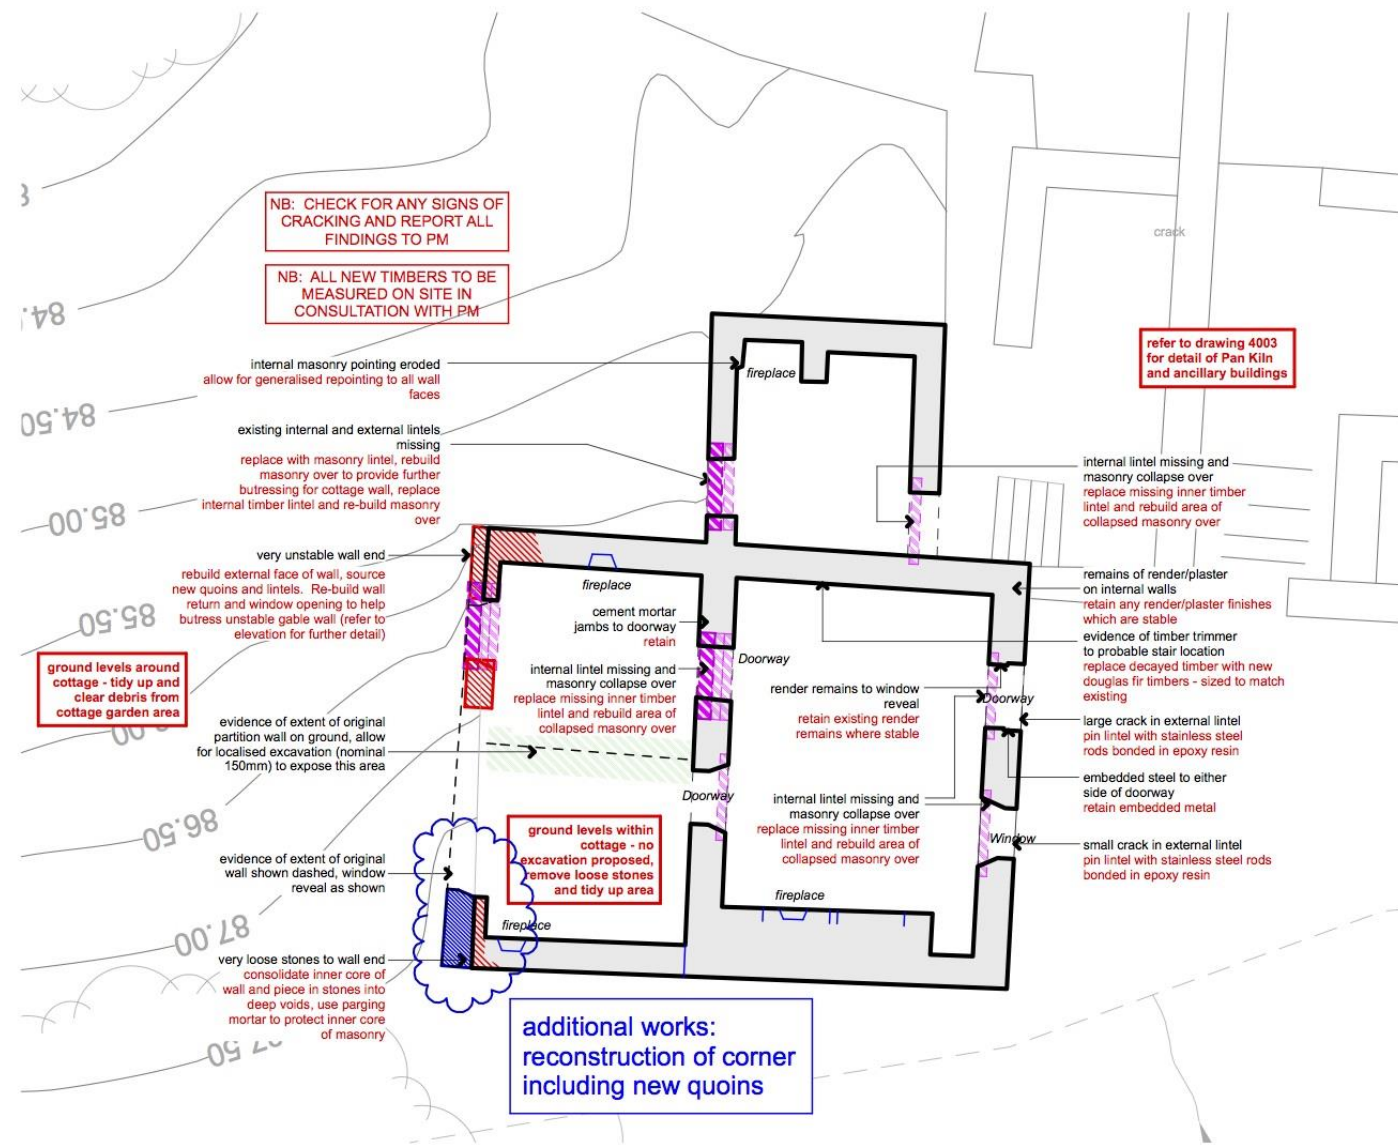 NB: CHECK FOR ANY SIGNS OF
CRACKING AND REPORT ALL
FINDINGS TO PM
NB: ALL NEW TIMBERS TO BE
MEASURED ON SITE IN
CONSULTATION WITH PM
crack
refer to drawing 4003
for detail of Pan Kiln
and ancillary buildings
internal masonry pointing eroded
allow for generalised repointing to all wall
faces
existing internal and external lintels
missing
replace with masonry lintel, rebuild
masonry over to provide further
butressing for cottage wall, replace
internal timber lintel and re-build masonry
over
very unstable wall end
rebuild external face of wall, source
new quoins and lintels. Re-build wall
return and window opening to help
butress unstable gable wall (refer to
elevation for further detail)
ground levels around
cottage - tidy up and
clear debris from
cottage garden area
evidence of extent of original
partition wall on ground, allow
for localised excavation (nominal
150mm) to expose this area
evidence of extent of original
wall shown dashed, window
reveal as shown
very loose stones to wall end
consolidate inner core of
wall and piece in stones into
deep voids, use parging
mortar to protect inner core
of masonry
84.50
85.00
85.50
86.50
87.00
fireplace
fireplace
cement mortar
jambs to doorway
retain
Doorway
internal lintel missing and
masonry collapse over
replace missing inner timber
lintel and rebuild area of
collapsed masonry over
Doorway
ground levels within
cottage - no
excavation proposed,
remove loose stones
and tidy up area
fireplace
render remains to window
reveal
retain existing render
remains where stable
internal lintel missing and
masonry collapse over
replace missing inner timber
lintel and rebuild area of
collapsed masonry over
fireplace
Doorway
Window
internal lintel missing and
masonry collapse over
replace missing inner timber
lintel and rebuild area of
collapsed masonry over
remains of render/plaster
on internal walls
retain any render/plaster finishes
which are stable
evidence of timber trimmer
to probable stair location
replace decayed timber with new
douglas fir timbers - sized to match
existing
large crack in external lintel
pin lintel with stainless steel
rods bonded in epoxy resin
embedded steel to either
side of doorway
retain embedded metal
small crack in external lintel
pin lintel with stainless steel rods
bonded in epoxy resin
additional works:
reconstruction of corner
including new quoins